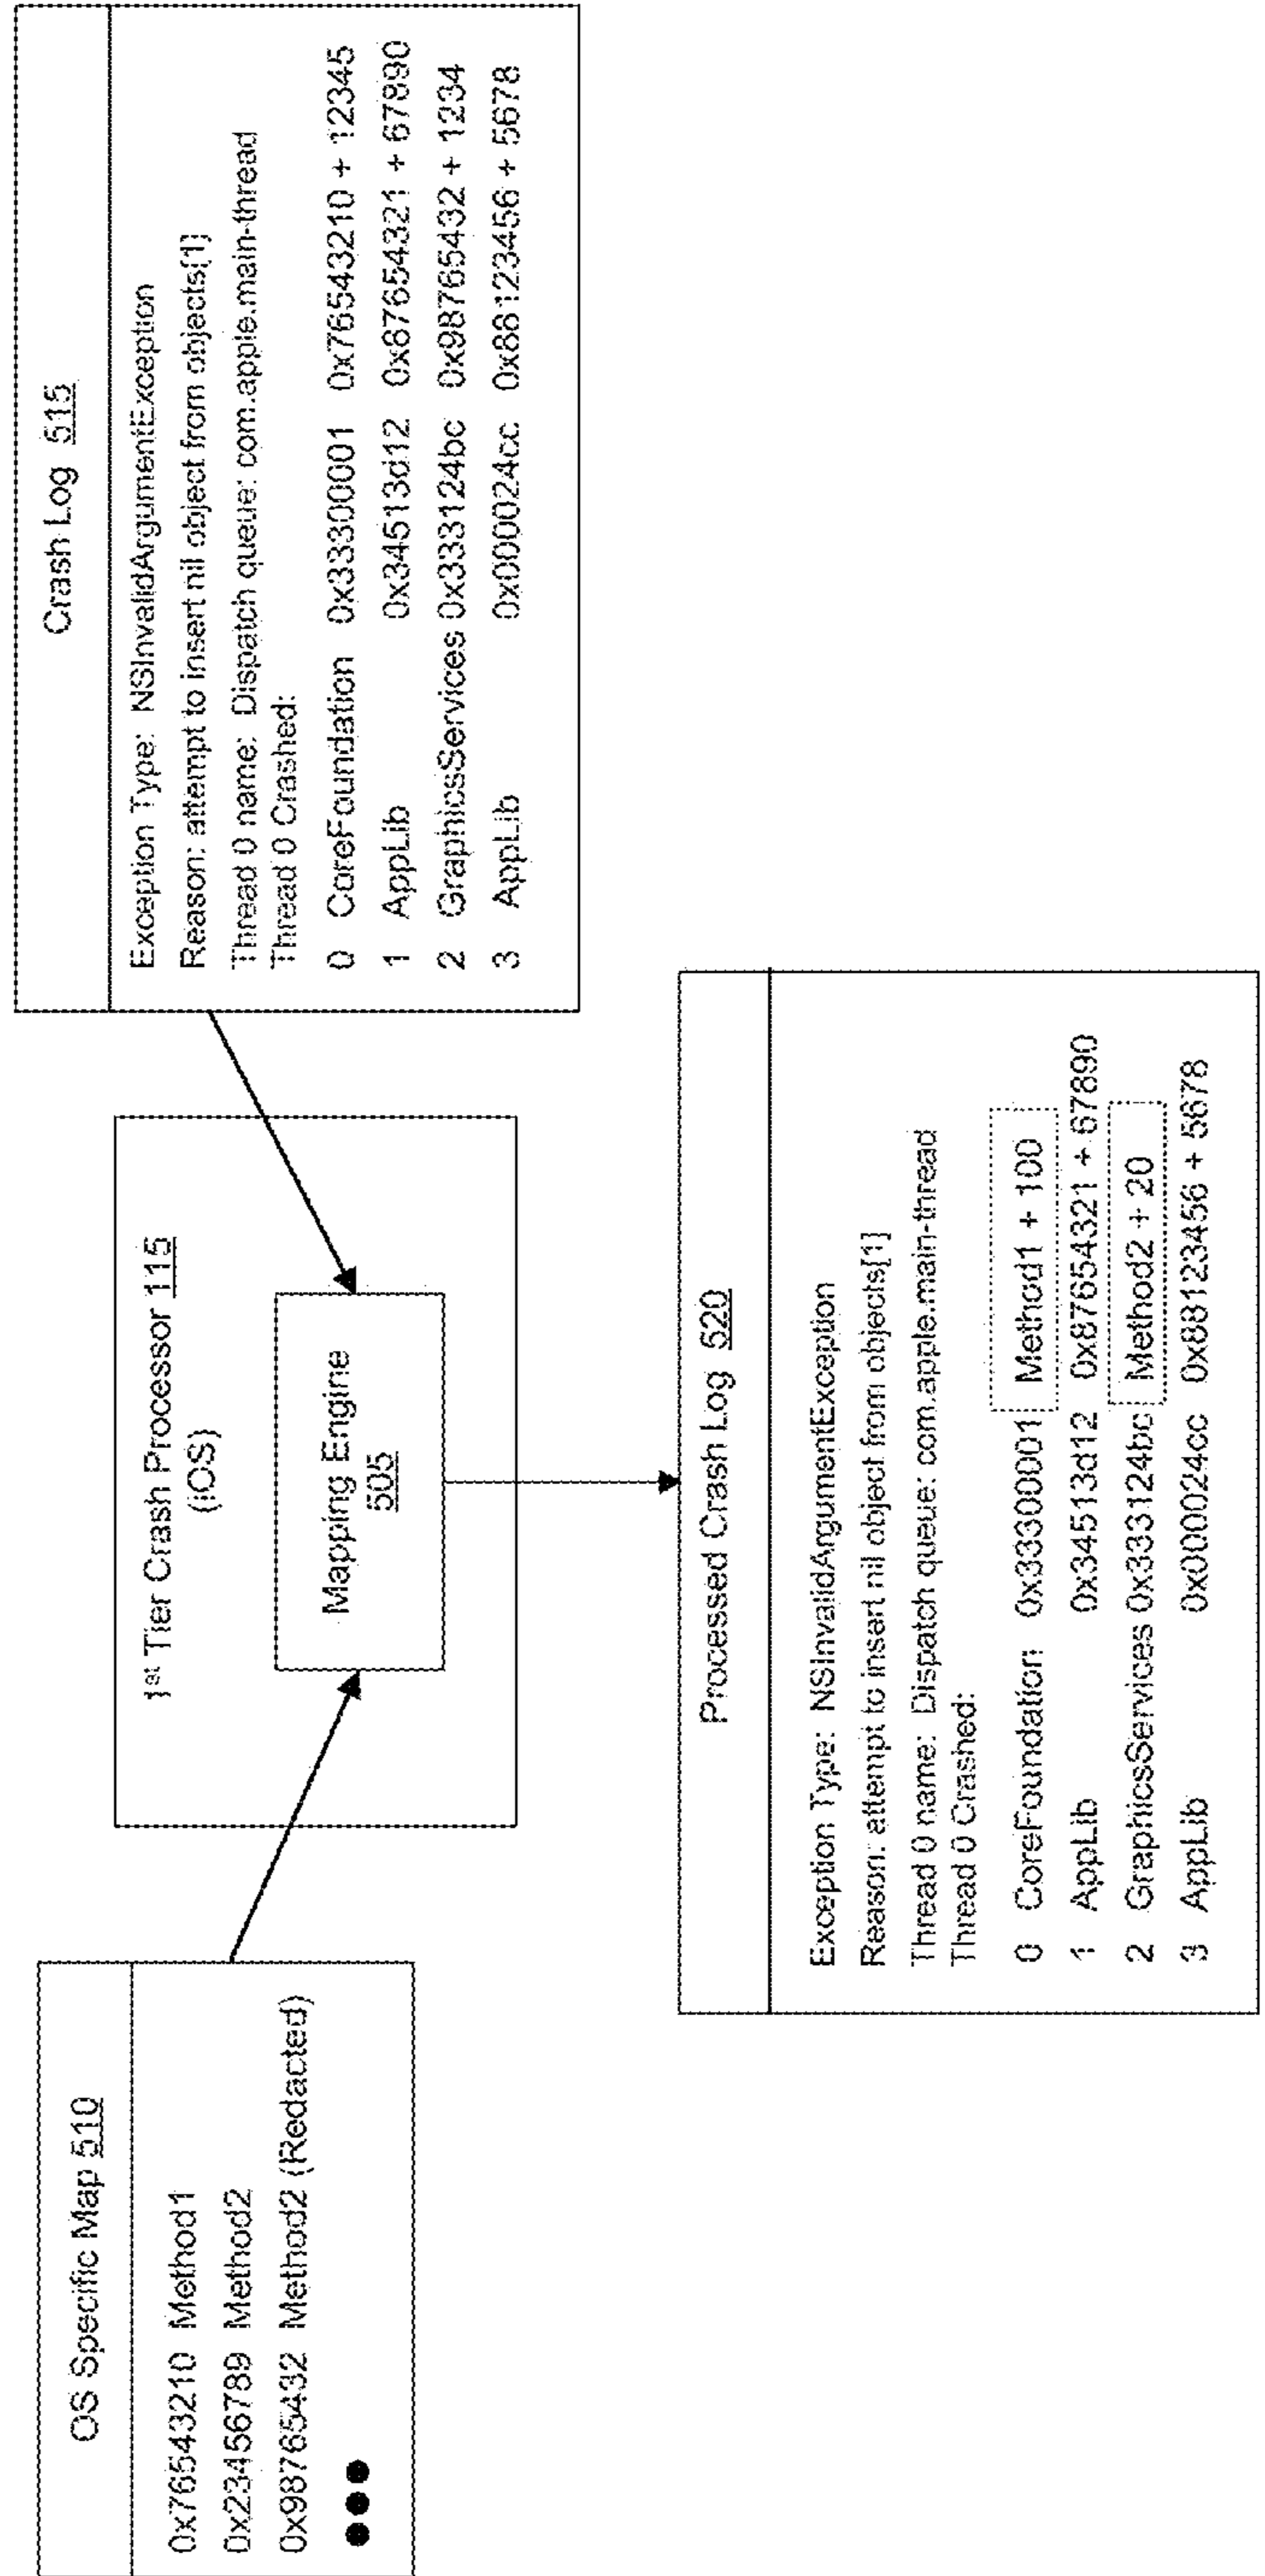 OS Specific Map 510
0x76543210 Method1
0x23456789 Method2
0x98765432 Method2 (Redacted)
1st Tier Crash Processor 115
(iOS)
Mapping Engine
505
Crash Log 515
Exception Type: NSInvalidArgumentException
Reason: attempt to insert nil object from objects[1]
Thread 0 name: Dispatch queue: com.apple.main-thread
Thread 0 Crashed:
0 CoreFoundation 0x33300001 0x76543210 + 12345
1 AppLib 0x34513d12 0x87654321 + 67890
2 GraphicsServices 0x333124bc 0x98765432 + 1234
3 AppLib 0x000024cc 0x88123456 + 5678
Processed Crash Log 520
Exception Type: NSInvalidArgumentException
Reason: attempt to insert nil object from objects[1]
Thread 0 name: Dispatch queue: com.apple.main-thread
Thread 0 Crashed:
0 CoreFoundation 0x33300001 Method1 + 100
1 AppLib 0x34513d12 0x87654321 + 67890
2 GraphicsServices 0x333124bc Method2 + 20
3 AppLib 0x000024cc 0x88123456 + 5678